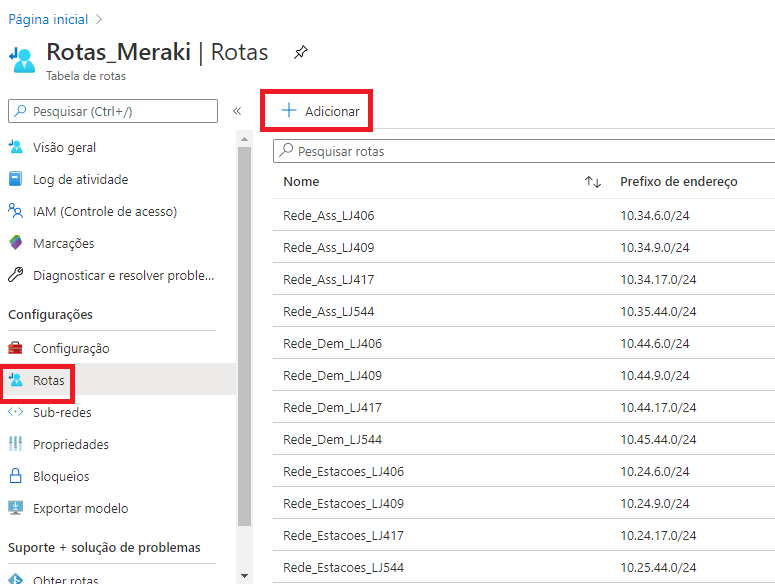 Página inicial >
Rotas_Meraki | Rotas
Tabela de rotas
Pesquisar (Ctrl+/)
«
Visão geral
Log de atividade
IAM (Controle de acesso)
Marcações
Diagnosticar e resolver proble...
Configurações
Configuração
Rotas
Sub-redes
Propriedades
Bloqueios
Exportar modelo
Suporte + solução de problemas
Obter rotas
+ Adicionar
Pesquisar rotas
Nome ↑↓ Prefixo de endereço
Rede_Ass_LJ406 10.34.6.0/24
Rede_Ass_LJ409 10.34.9.0/24
Rede_Ass_LJ417 10.34.17.0/24
Rede_Ass_LJ544 10.35.44.0/24
Rede_Dem_LJ406 10.44.6.0/24
Rede_Dem_LJ409 10.44.9.0/24
Rede_Dem_LJ417 10.44.17.0/24
Rede_Dem_LJ544 10.45.44.0/24
Rede_Estacoes_LJ406 10.24.6.0/24
Rede_Estacoes_LJ409 10.24.9.0/24
Rede_Estacoes_LJ417 10.24.17.0/24
Rede_Estacoes_LJ544 10.25.44.0/24